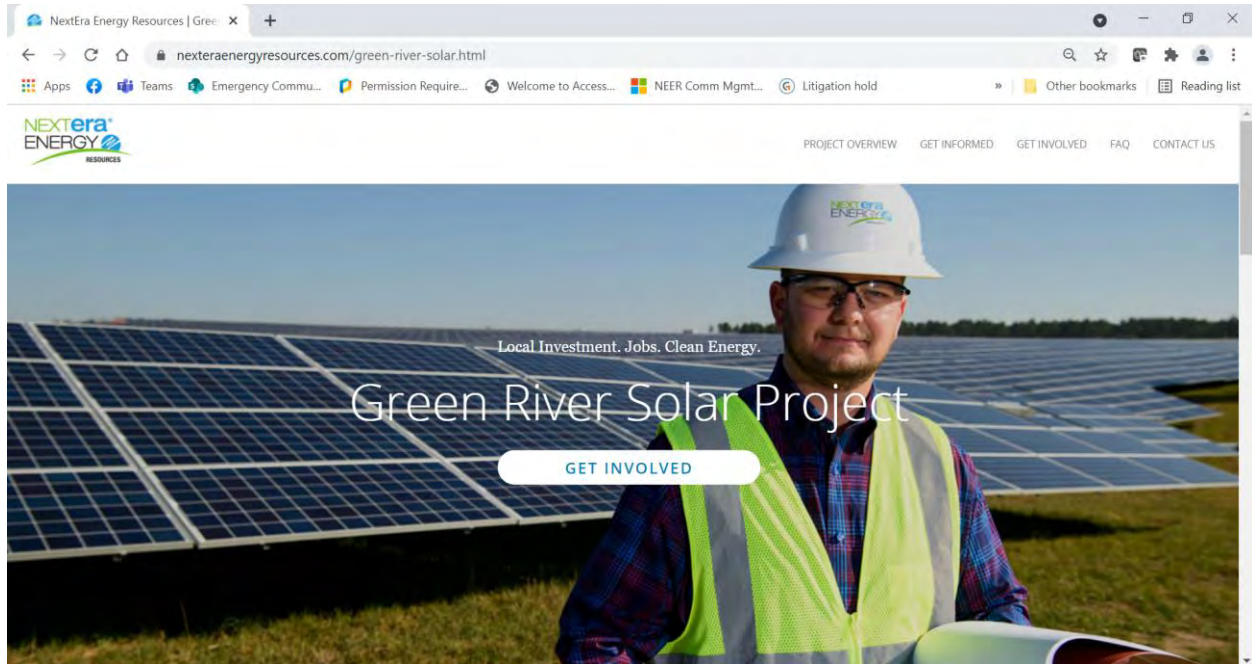 NextEra Energy Resources | Gree
nexteraenergyresources.com/green-river-solar.html
Apps Teams Emergency Commu... Permission Require... Welcome to Access... NEER Comm Mgmt... Litigation hold » Other bookmarks Reading list
NEXTera®
ENERGY
RESOURCES
PROJECT OVERVIEW GET INFORMED GET INVOLVED FAQ CONTACT US
NEXTera
ENERGY
Local Investment. Jobs. Clean Energy.
Green River Solar Project
GET INVOLVED